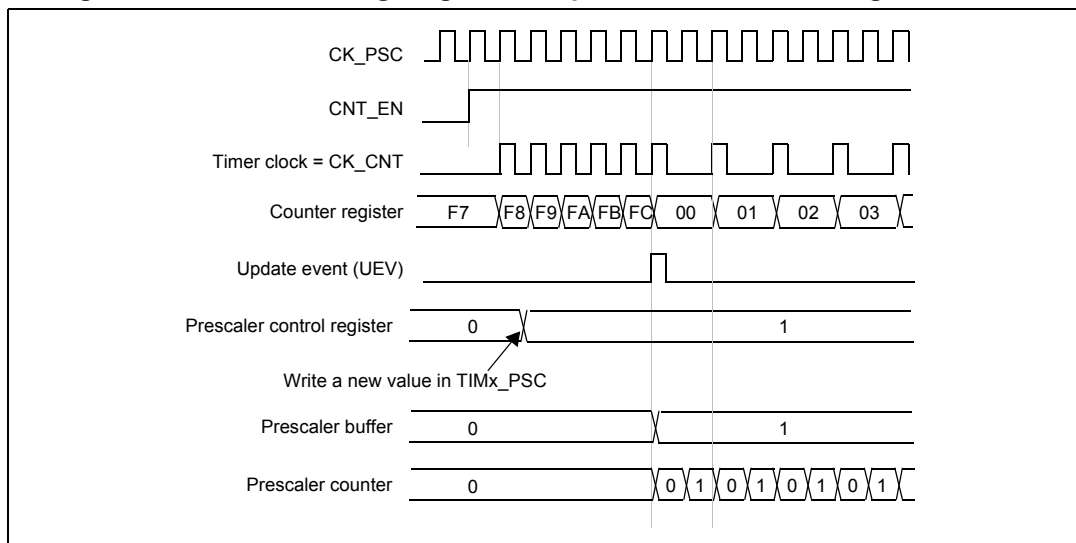 CK_PSC
CNT_EN
Timer clock = CK_CNT
Counter register F7 F8 F9 FA FB FC 00 01 02 03
Update event (UEV)
Prescaler control register 0 1
Write a new value in TIMx_PSC
Prescaler buffer 0 1
Prescaler counter 0 0 1 0 1 0 1 0 1